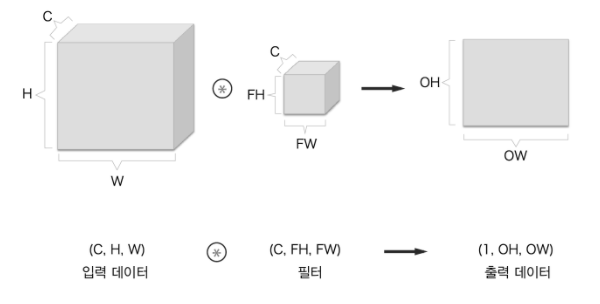 C
H
W
⊛
C
FH
FW
OH
OW
(C, H, W) ⊛ (C, FH, FW) → (1, OH, OW)
입력 데이터 필터 출력 데이터